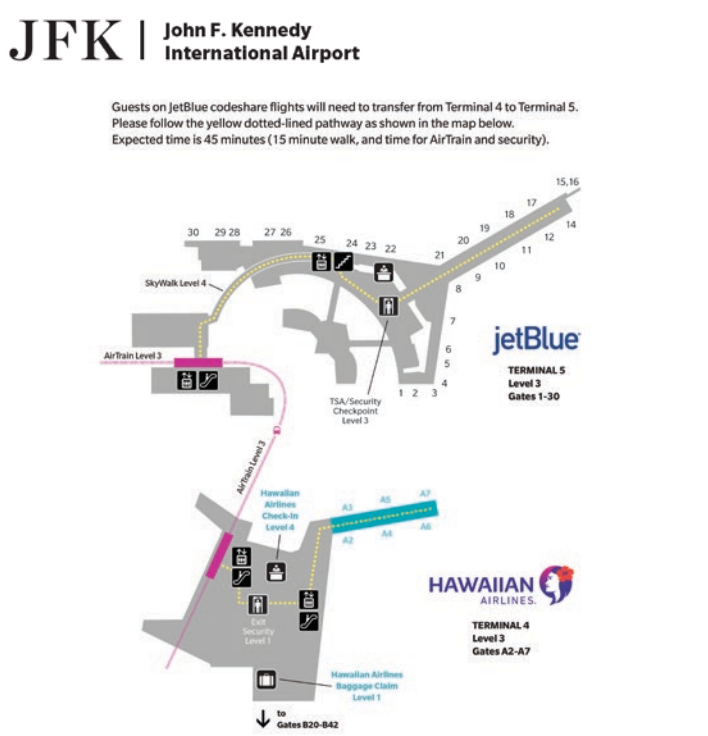 JFK
John F. Kennedy
International Airport
Guests on JetBlue codeshare flights will need to transfer from Terminal 4 to Terminal 5.
Please follow the yellow dotted-lined pathway as shown in the map below.
Expected time is 45 minutes (15 minute walk, and time for AirTrain and security).
15,16
17
14
18
12
19
11
20
10
21
9
8
30
29 28
27 26
25
24
23
22
SkyWalk Level 4
7
6
5
4
3
2
1
AirTrain Level 3
TSA/Security
Checkpoint
Level 3
jetBlue
TERMINAL 5
Level 3
Gates 1-30
AirTrain Level 3
Hawaiian
Airlines
Check-In
Level 4
A3
A5
A7
A2
A4
A6
Exit
Security
Level 1
HAWAIIAN
AIRLINES.
TERMINAL 4
Level 3
Gates A2-A7
Hawaiian Airlines
Baggage Claim
Level 1
to
Gates B20-B42